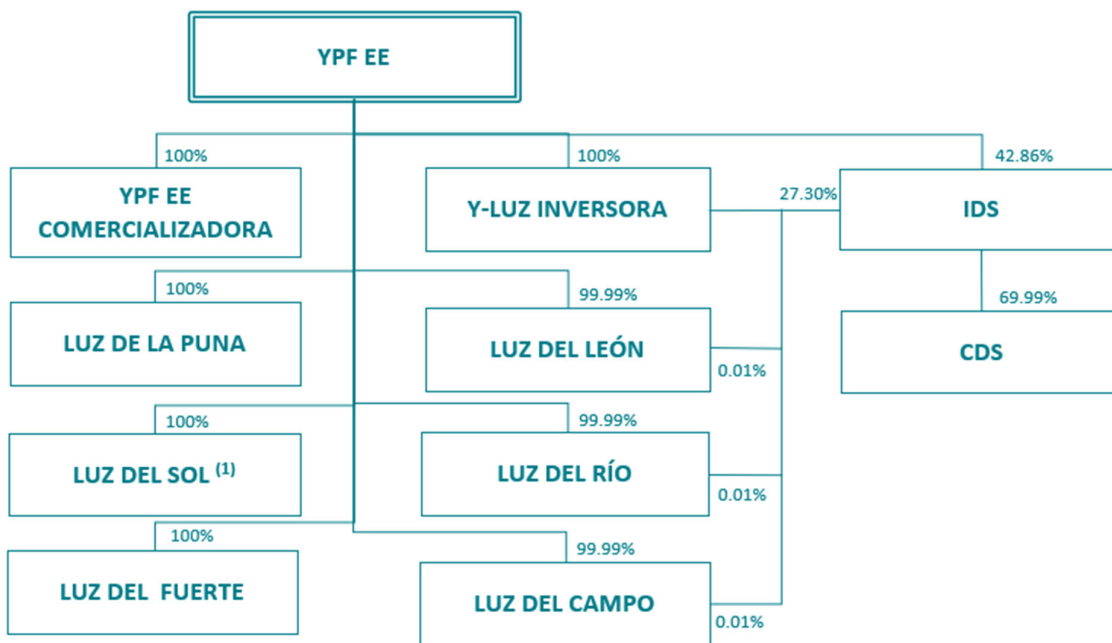 YPF EE
100%
100%
42.86%
YPF EE
COMERCIALIZADORA
Y-LUZ INVERSORA
27.30%
IDS
100%
99.99%
69.99%
LUZ DE LA PUNA
LUZ DEL LEÓN
CDS
0.01%
100%
99.99%
LUZ DEL SOL (1)
LUZ DEL RÍO
0.01%
100%
99.99%
LUZ DEL FUERTE
LUZ DEL CAMPO
0.01%